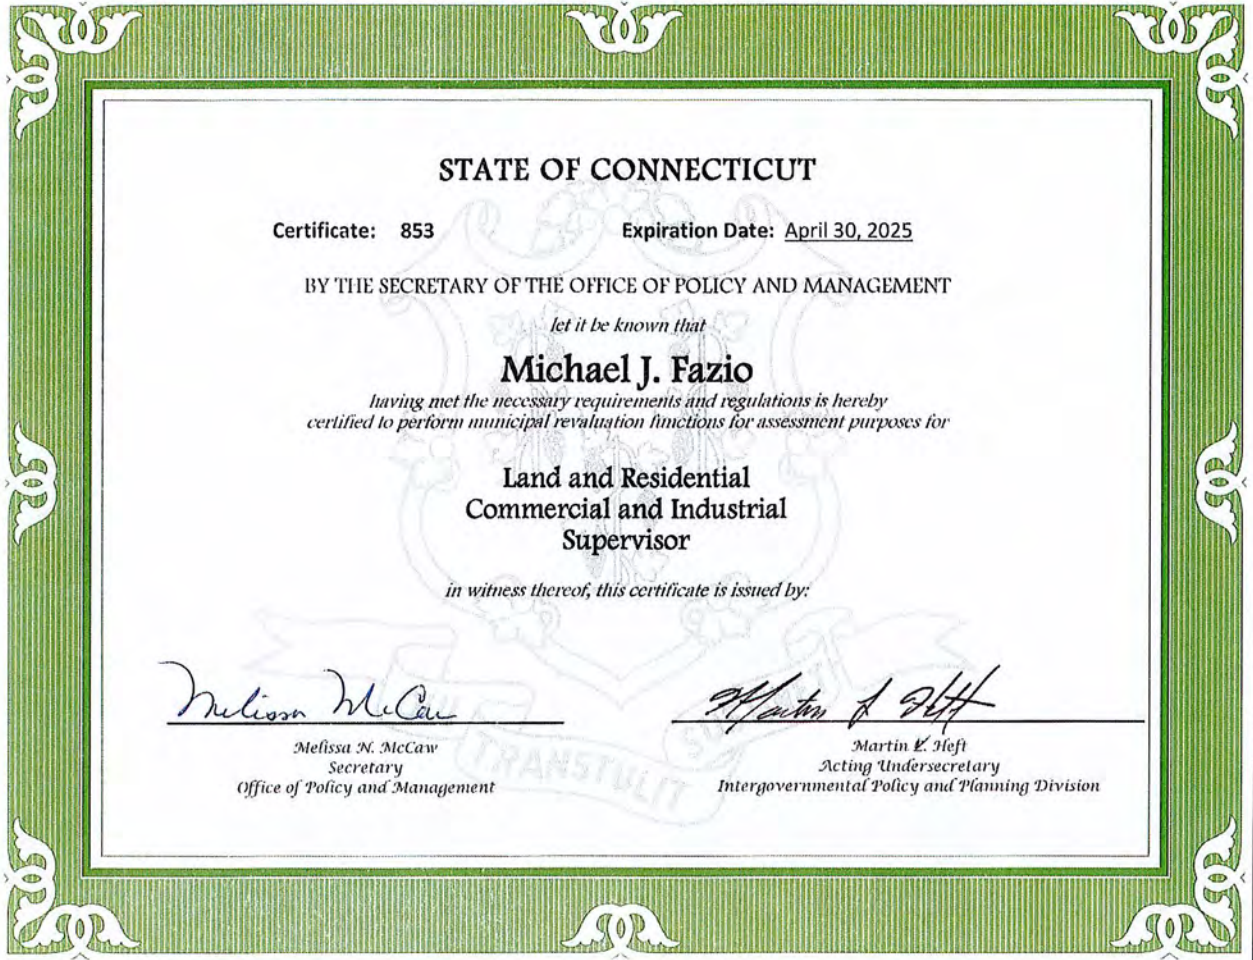 STATE OF CONNECTICUT
Certificate: 853 Expiration Date: April 30, 2025
BY THE SECRETARY OF THE OFFICE OF POLICY AND MANAGEMENT
let it be known that
Michael J. Fazio
having met the necessary requirements and regulations is hereby
certified to perform municipal revaluation functions for assessment purposes for
Land and Residential
Commercial and Industrial
Supervisor
in witness thereof, this certificate is issued by:
Melissa McCaw
Martin L Heft
Melissa N. McCaw
Secretary
Office of Policy and Management
Martin L. Heft
Acting Undersecretary
Intergovernmental Policy and Planning Division
TRANSTULIT